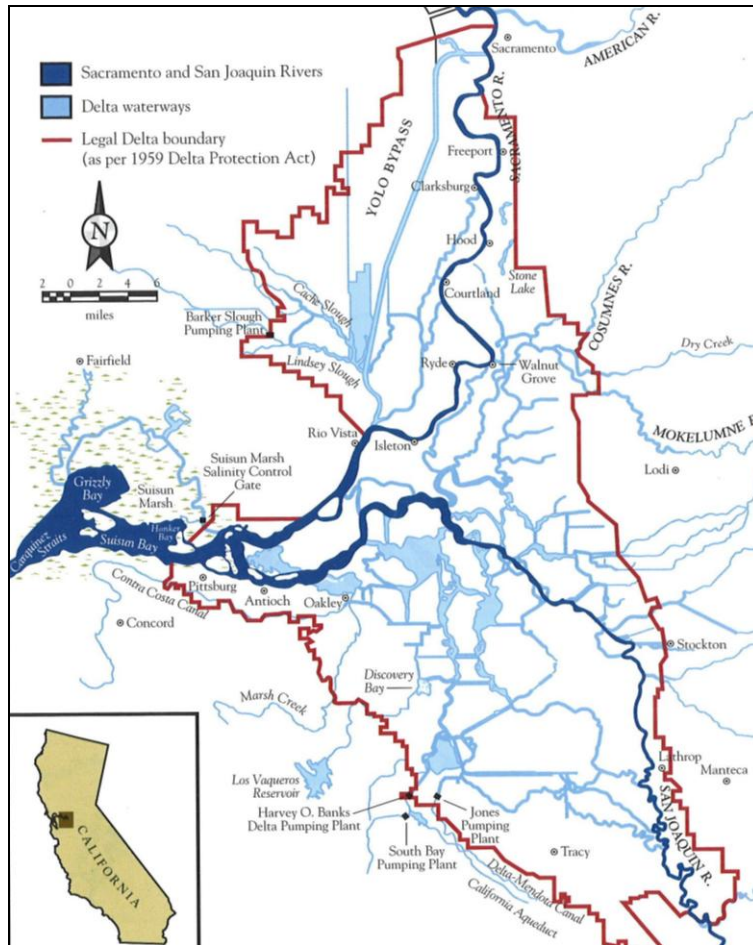 Sacramento and San Joaquin Rivers
Delta waterways
Legal Delta boundary
(as per 1959 Delta Protection Act)
N
2 0 2 4 6
miles
Sacramento
AMERICAN R.
SACRAMENTO R.
YOLO BYPASS
Freeport
Clarksburg
Hood
Stone
Lake
Courtland
COSUMNES R.
Cache Slough
Barker Slough
Pumping Plant
Lindsey Slough
Ryde
Walnut
Grove
Dry Creek
Fairfield
Rio Vista
Isleton
MOKELUMNE
Lodi
Suisun Marsh
Salinity Control
Gate
Grizzly
Bay
Suisun
Marsh
Honker
Bay
Suisun Bay
Carquinez
Straits
Pittsburg
Antioch
Oakley
Contra Costa Canal
Concord
Stockton
Discovery
Bay
Marsh Creek
Los Vaqueros
Reservoir
Lathrop
Manteca
SAN JOAQUIN R.
Harvey O. Banks
Delta Pumping Plant
Jones
Pumping
Plant
South Bay
Pumping Plant
Tracy
Delta-Mendota Canal
California Aqueduct
CALIFORNIA